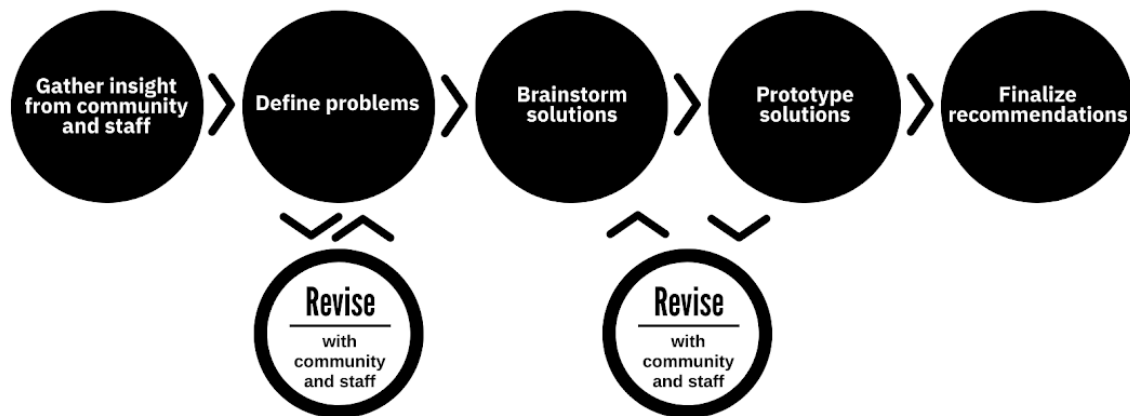 Gather insight
from community
and staff
Define problems
Brainstorm
solutions
Prototype
solutions
Finalize
recommendations
Revise
with
community
and staff
Revise
with
community
and staff